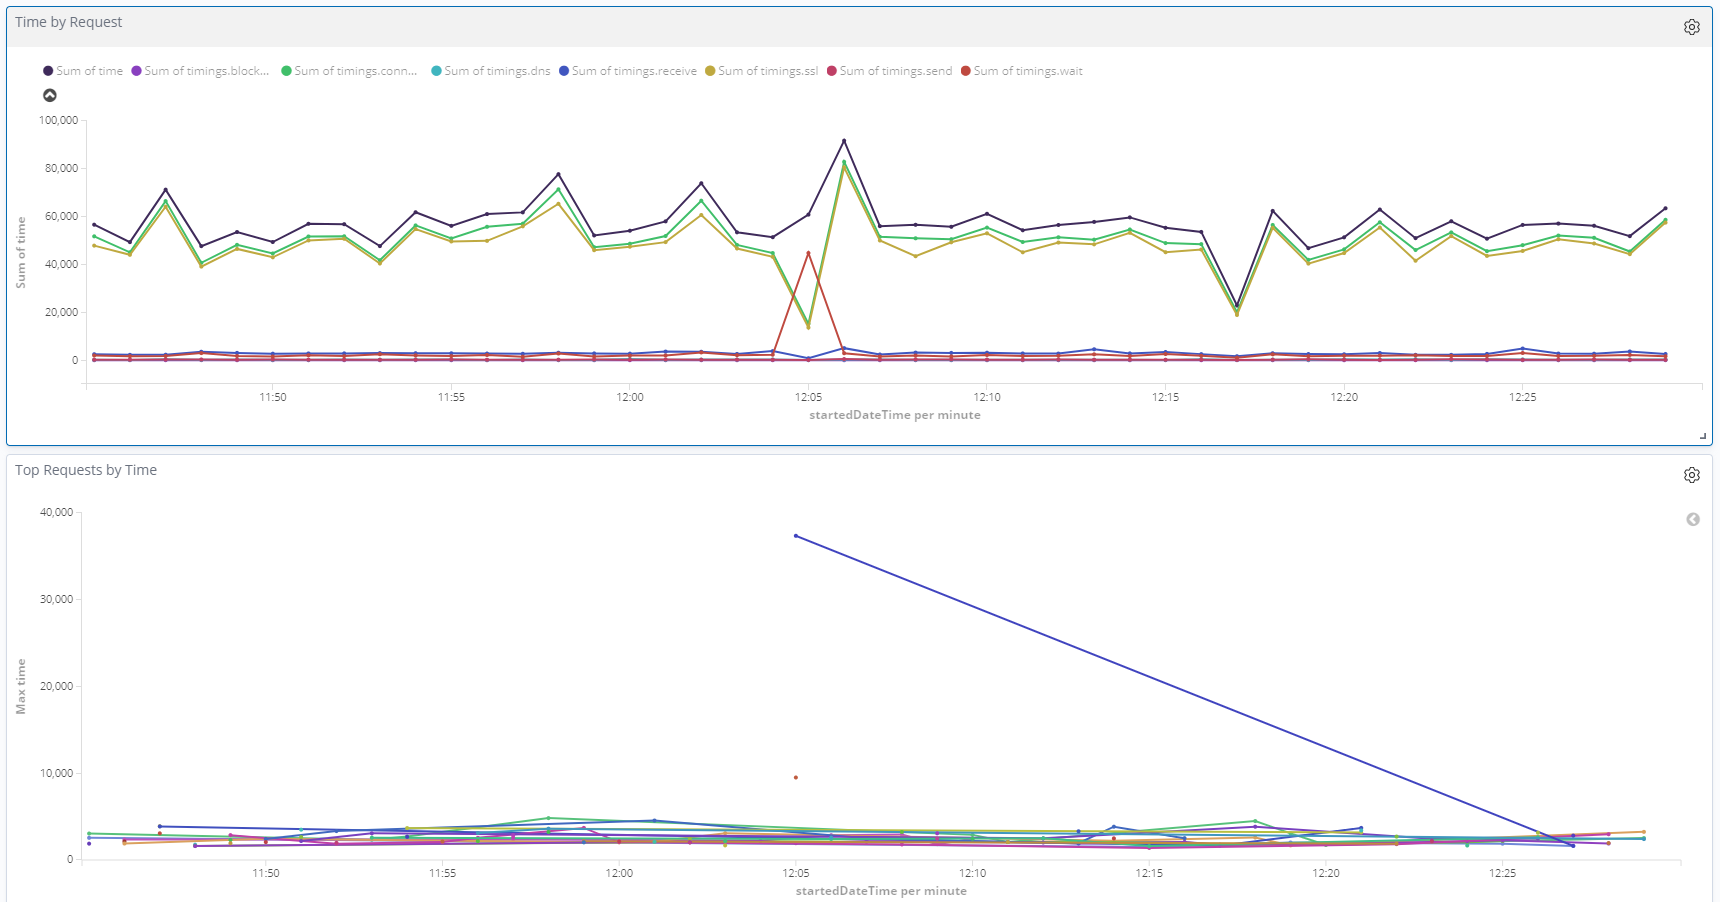 Time by Request
Sum of time Sum of timings.block... Sum of timings.conn... Sum of timings.dns Sum of timings.receive Sum of timings.ssl Sum of timings.send Sum of timings.wait
100,000
80,000
60,000
40,000
20,000
0
Sum of time
11:50 11:55 12:00 12:05 12:10 12:15 12:20 12:25
startedDateTime per minute
Top Requests by Time
40,000
30,000
20,000
10,000
0
Max time
11:50 11:55 12:00 12:05 12:10 12:15 12:20 12:25
startedDateTime per minute